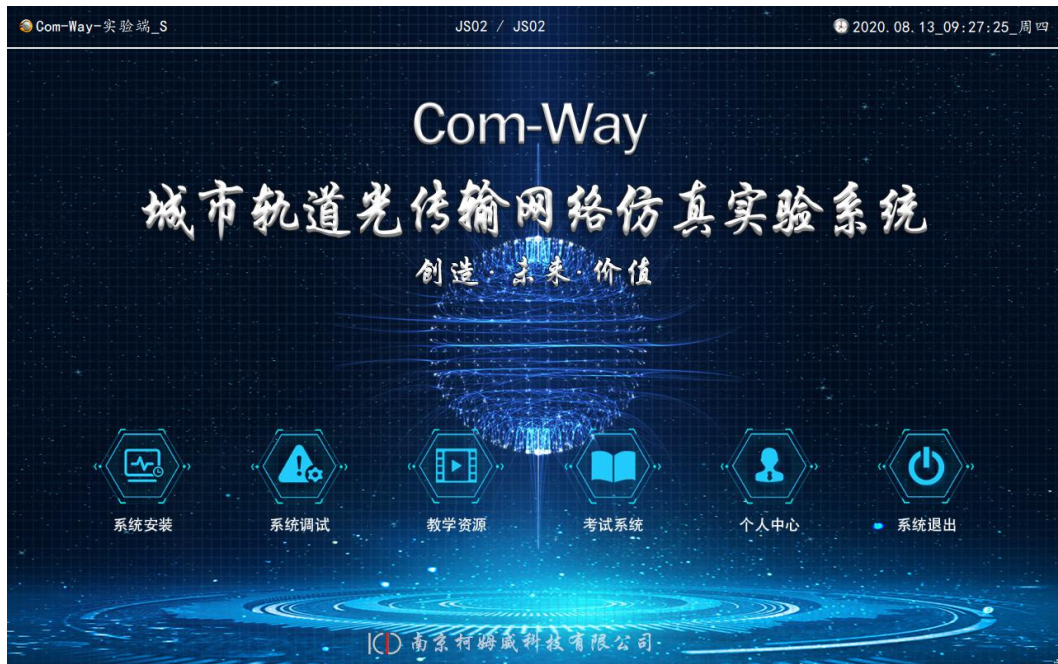 Com-Way-实验端_S
JS02 / JS02
2020.08.13_09:27:25_周四
Com-Way
城市轨道光传输网络仿真实验系统
创造·未来·价值
系统安装
系统调试
教学资源
考试系统
个人中心
系统退出
南京柯姆威科技有限公司